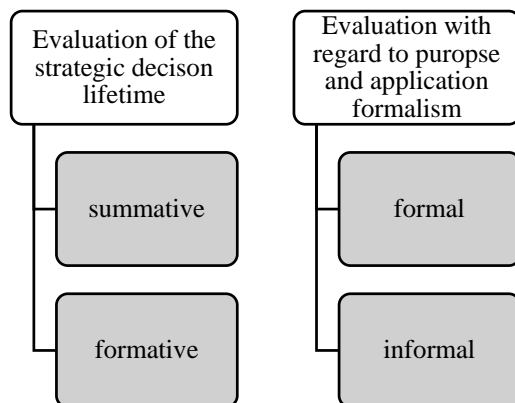 Evaluation of the
strategic decison
lifetime
summative
formative
Evaluation with
regard to puropse
and application
formalism
formal
informal